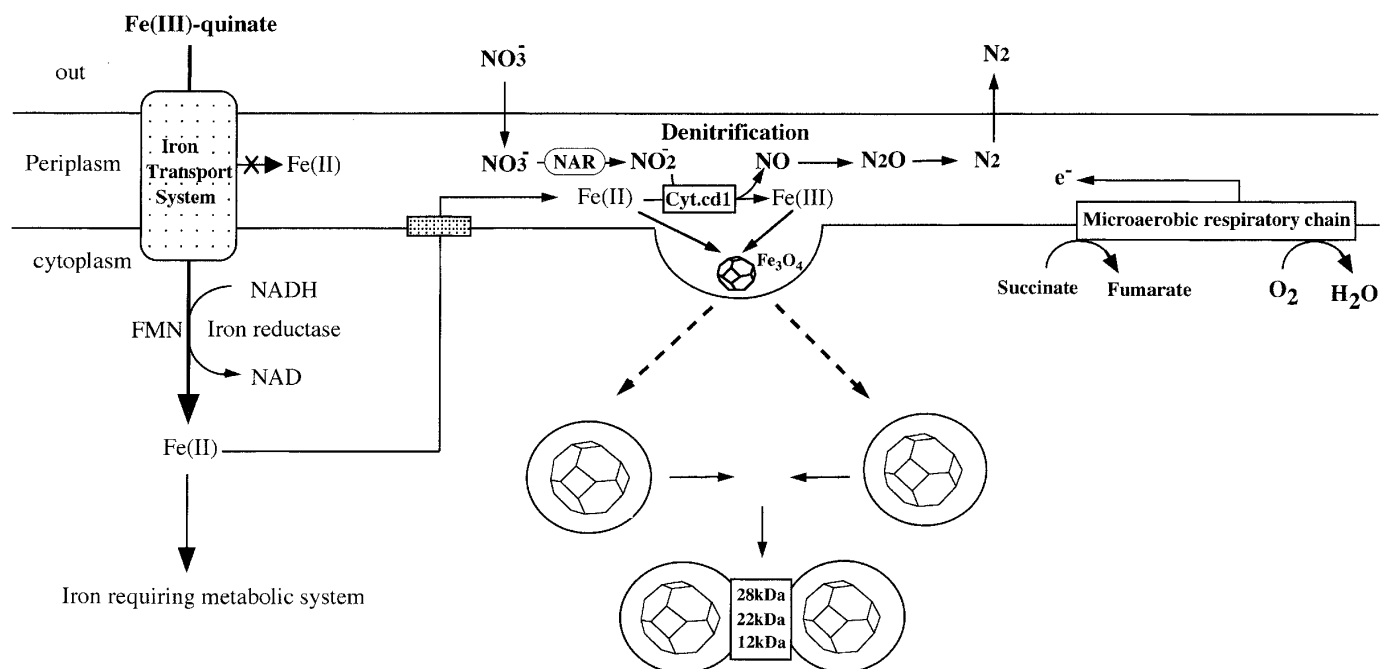 Fe(III)-quinate
out
NO3-
N2
Denitrification
Periplasm
Iron
Transport
System
X
Fe(II)
NO3-
NAR
NO2-
NO
N2O
N2
Fe(II)
Cyt.cd1
Fe(III)
e-
Microaerobic respiratory chain
cytoplasm
Fe3O4
Succinate
Fumarate
O2
H2O
NADH
FMN
Iron reductase
NAD
Fe(II)
Iron requiring metabolic system
28kDa
22kDa
12kDa